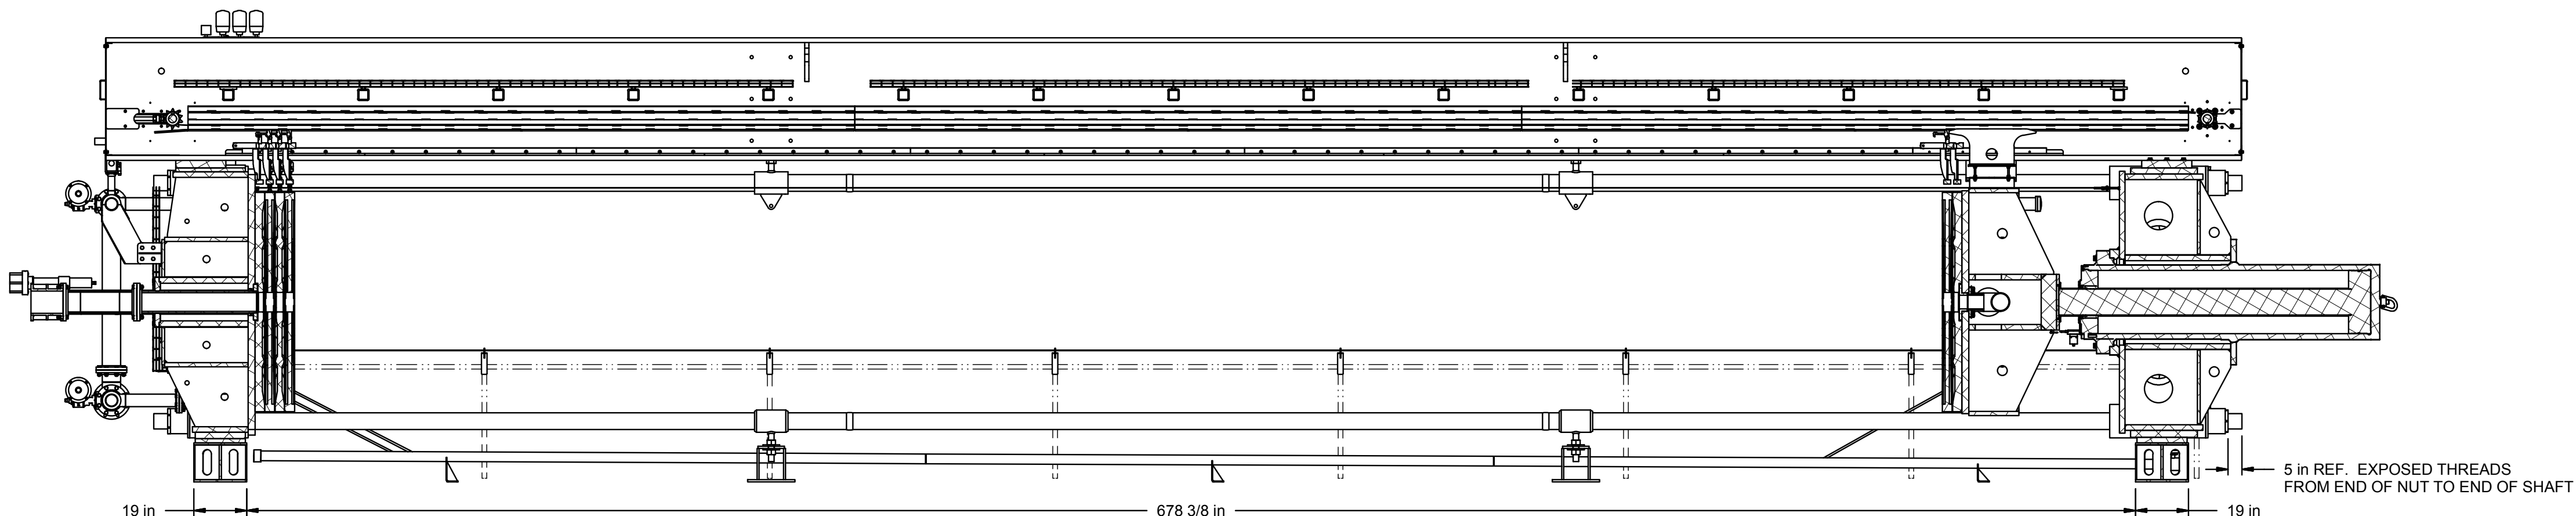 5 in REF.  EXPOSED THREADS
FROM END OF NUT TO END OF SHAFT
19 in
678 3/8 in
19 in